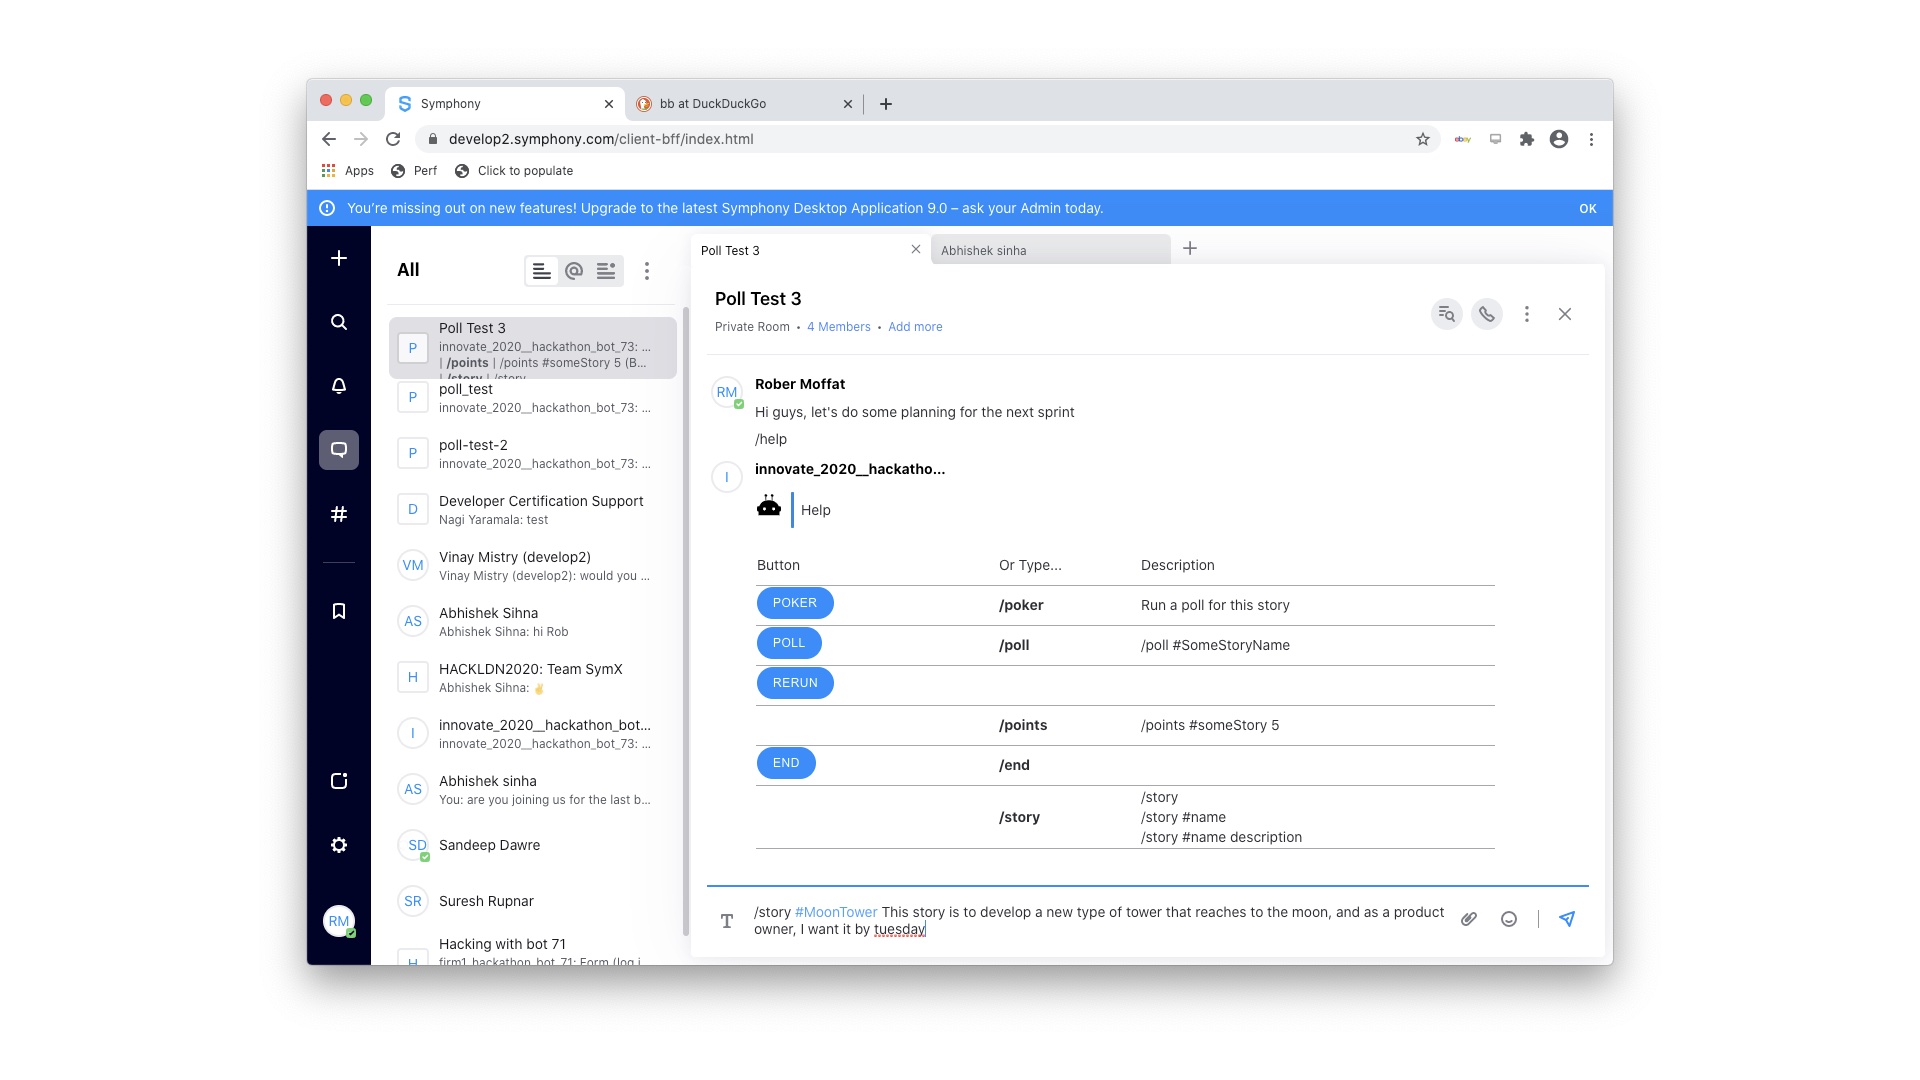 Symphony
bb at DuckDuckGo
develop2.symphony.com/client-bff/index.html
ebay
Apps
Perf
Click to populate
You're missing out on new features! Upgrade to the latest Symphony Desktop Application 9.0 – ask your Admin today.
OK
All
Poll Test 3
innovate_2020__hackathon_bot_73: ...
| /points | /points #someStory 5 (B...
| /story | /story
poll_test
innovate_2020__hackathon_bot_73: ...
poll-test-2
innovate_2020__hackathon_bot_73: ...
Developer Certification Support
Nagi Yaramala: test
Vinay Mistry (develop2)
Vinay Mistry (develop2): would you ...
Abhishek Sihna
Abhishek Sihna: hi Rob
HACKLDN2020: Team SymX
Abhishek Sihna: ✌
innovate_2020__hackathon_bot...
innovate_2020__hackathon_bot_73: ...
Abhishek sinha
You: are you joining us for the last b...
Sandeep Dawre
Suresh Rupnar
Hacking with bot 71
firm1_hackathon_bot_71: Form (log i
P
P
P
D
VM
AS
H
I
AS
SD
SR
H
RM
Poll Test 3
Abhishek sinha
Poll Test 3
Private Room • 4 Members • Add more
RM
Rober Moffat
Hi guys, let's do some planning for the next sprint
/help
I
innovate_2020__hackatho...
Help
Button Or Type... Description
POKER /poker Run a poll for this story
POLL /poll /poll #SomeStoryName
RERUN
/points /points #someStory 5
END /end
/story
/story
/story #name
/story #name description
T
/story #MoonTower This story is to develop a new type of tower that reaches to the moon, and as a product
owner, I want it by tuesday